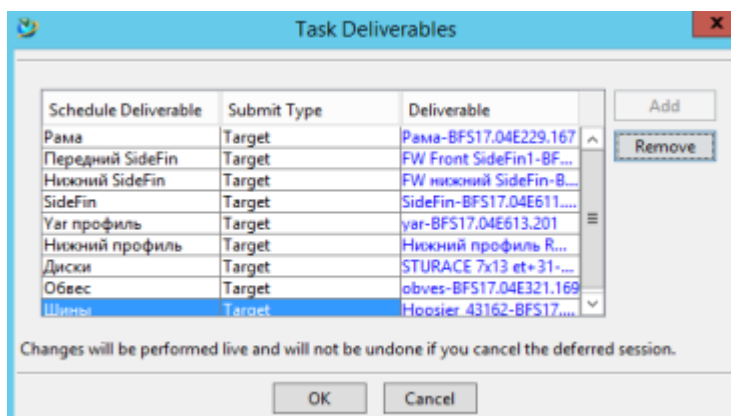 Task Deliverables
x
Schedule Deliverable Submit Type Deliverable
Add
Рама Target Рама-BFS17.04E229.167
Remove
Передний SideFin Target FW Front SideFin1-BF...
Нижний SideFin Target FW нижний SideFin-B...
SideFin Target SideFin-BFS17.04E611....
Yar профиль Target yar-BFS17.04E613.201
Нижний профиль Target Нижний профиль R...
Диски Target STURACE 7x13 et+31-...
Обвес Target obves-BFS17.04E321.169
Шины Target Hoosier 43162-BFS17....
Changes will be performed live and will not be undone if you cancel the deferred session.
OK Cancel